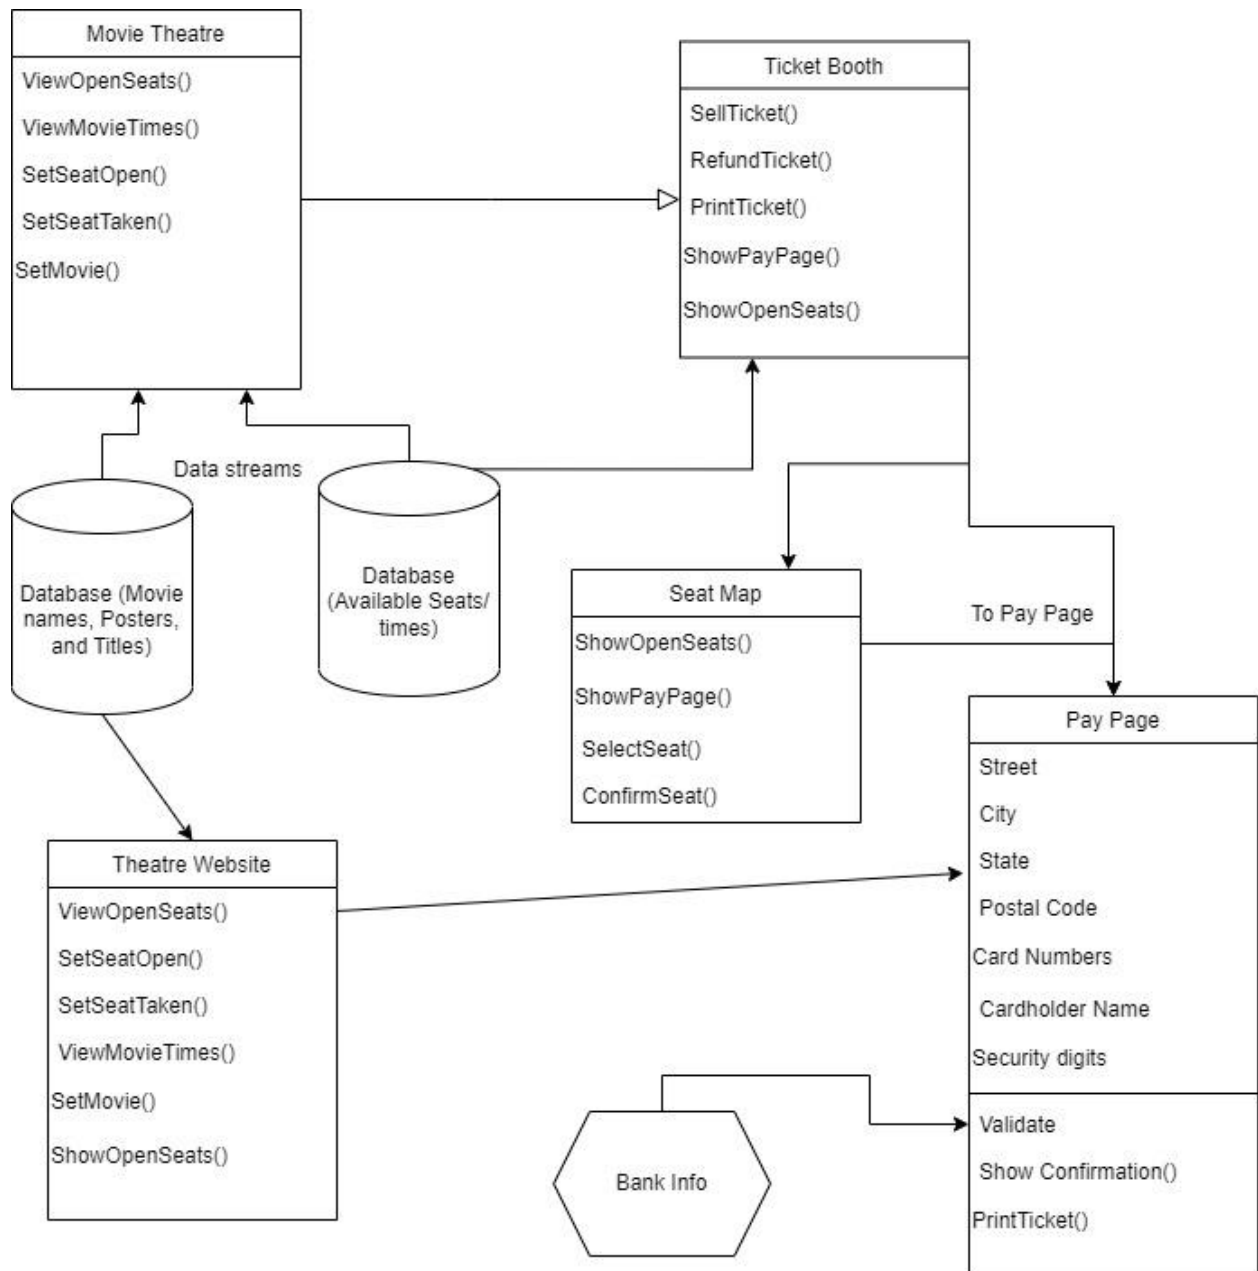 Movie Theatre
ViewOpenSeats()
ViewMovieTimes()
SetSeatOpen()
SetSeatTaken()
SetMovie()
Ticket Booth
SellTicket()
RefundTicket()
PrintTicket()
ShowPayPage()
ShowOpenSeats()
Data streams
Database (Movie
names, Posters,
and Titles)
Database
(Available Seats/
times)
Seat Map
ShowOpenSeats()
ShowPayPage()
SelectSeat()
ConfirmSeat()
To Pay Page
Pay Page
Street
City
State
Postal Code
Card Numbers
Cardholder Name
Security digits
Validate
Show Confirmation()
PrintTicket()
Theatre Website
ViewOpenSeats()
SetSeatOpen()
SetSeatTaken()
ViewMovieTimes()
SetMovie()
ShowOpenSeats()
Bank Info